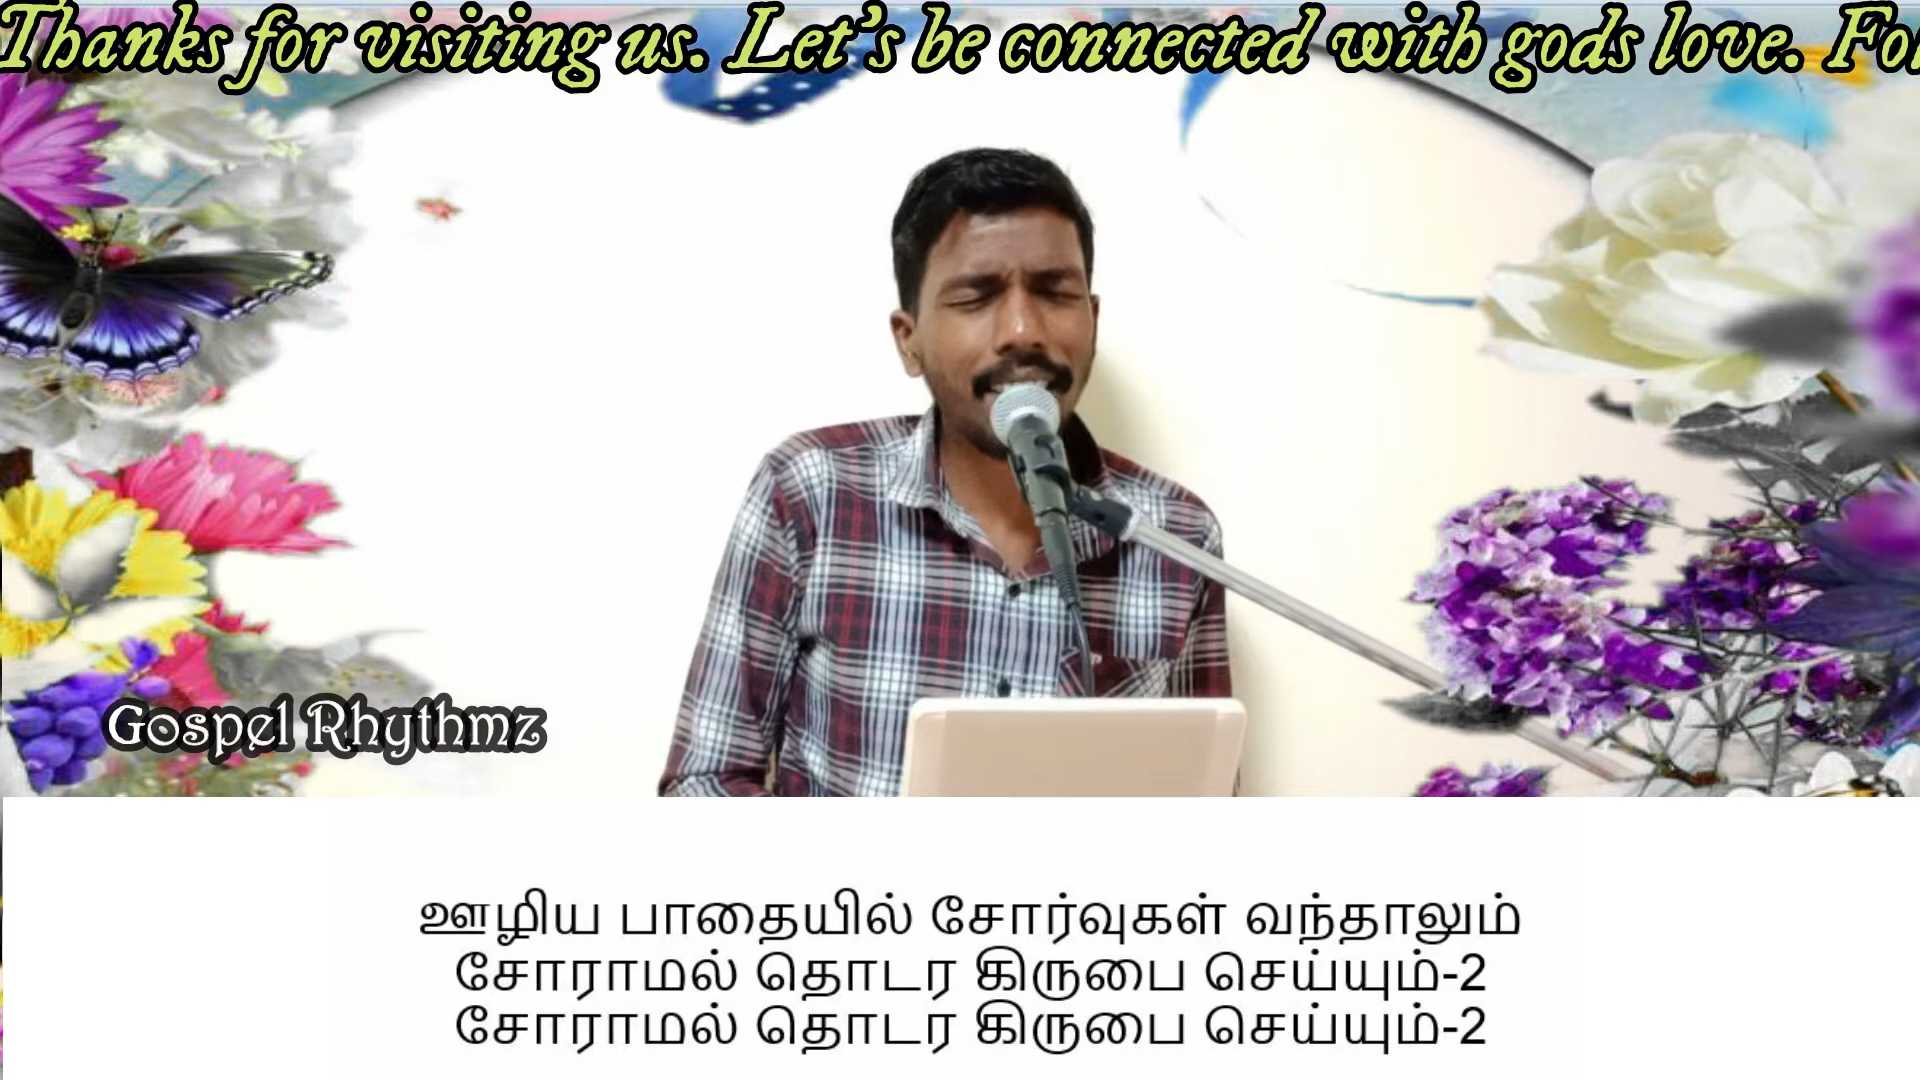 Thanks for visiting us. Let's be connected with gods love. Fol
Gospel Rhythmz
ஊழிய பாதையில் சோர்வுகள் வந்தாலும்
சோராமல் தொடர கிருபை செய்யும்-2
சோராமல் தொடர கிருபை செய்யும்-2